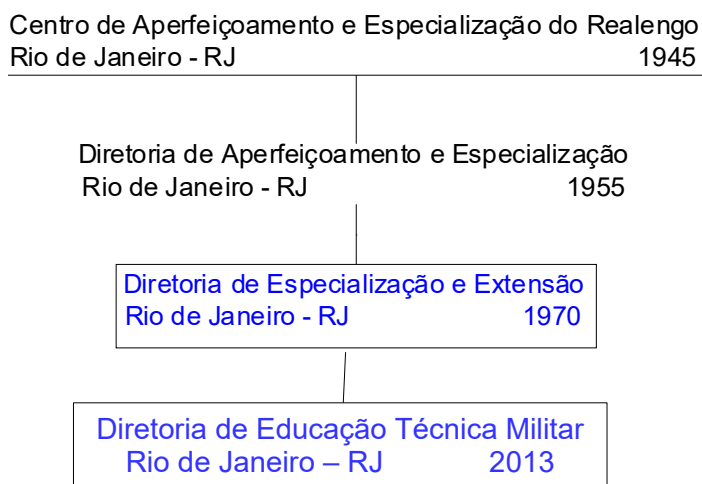 Centro de Aperfeiçoamento e Especialização do Realengo
Rio de Janeiro - RJ 1945
Diretoria de Aperfeiçoamento e Especialização
Rio de Janeiro - RJ 1955
Diretoria de Especialização e Extensão
Rio de Janeiro - RJ 1970
Diretoria de Educação Técnica Militar
Rio de Janeiro – RJ 2013